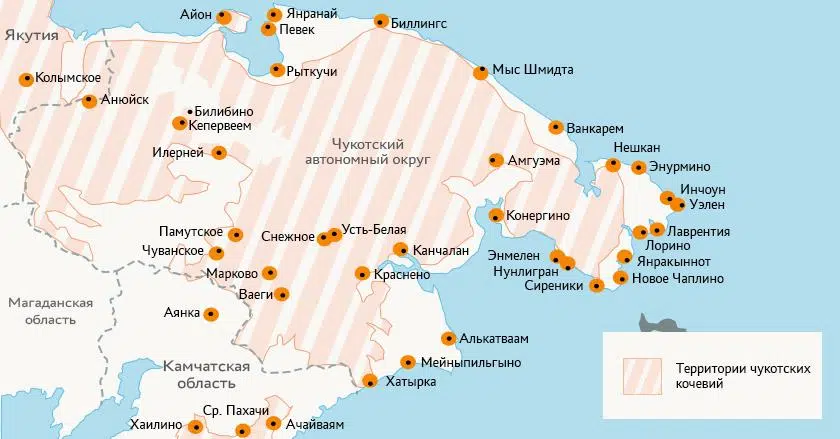 Айон
Янранай
Певек
Биллингс
Якутия
Колымское
Рыткучи
Мыс Шмидта
Анюйск
Билибино
Кепервеем
Ванкарем
Илерней
Чукотский
автономный округ
Амгуэма
Нешкан
Энурмино
Инчоун
Уэлен
Конергино
Памутское
Снежное
Усть-Белая
Лаврентия
Лорино
Чуванское
Канчалан
Энмелен
Янракыннот
Нунлигран
Марково
Краснено
Новое Чаплино
Сиреники
Ваеги
Магаданская
область
Аянка
Алькатваам
Мейныпильгыно
Камчатская
область
Хатырка
Территории чукотских
кочевий
Ср. Пахачи
Хаилино
Ачайваям